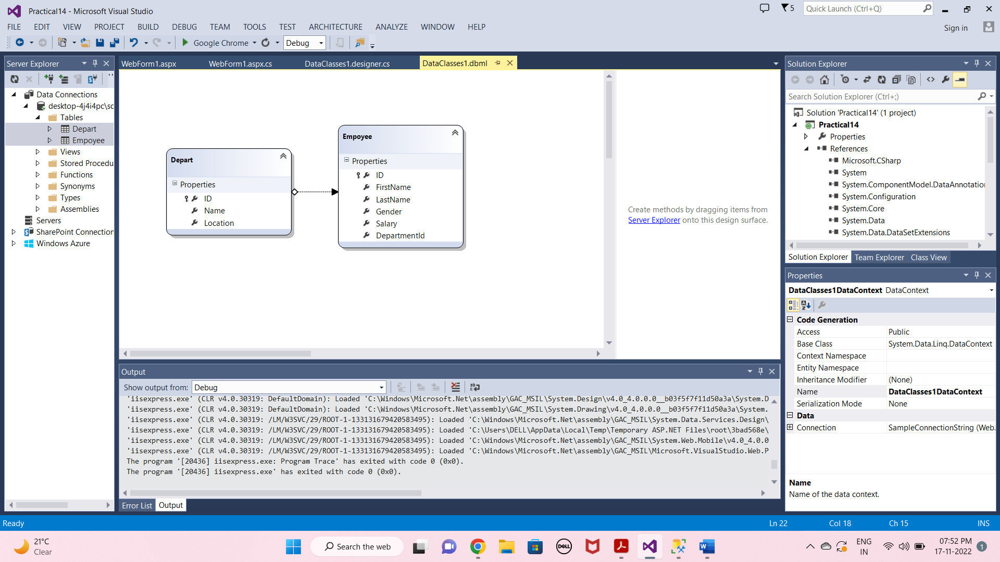 Practical14 - Microsoft Visual Studio
5
Quick Launch (Ctrl+Q)
FILE EDIT VIEW PROJECT BUILD DEBUG TEAM TOOLS TEST ARCHITECTURE ANALYZE WINDOW HELP
Sign in
Google Chrome
Debug
Server Explorer
Data Connections
desktop-4j4i4pc\sc
Tables
Depart
Empoyee
Views
Stored Procedu
Functions
Synonyms
Types
Assemblies
Servers
SharePoint Connection
Windows Azure
WebForm1.aspx WebForm1.aspx.cs DataClasses1.designer.cs DataClasses1.dbml
Depart
Properties
ID
Name
Location
Empoyee
Properties
ID
FirstName
LastName
Gender
Salary
DepartmentId
Create methods by dragging items from
Server Explorer onto this design surface.
Output
Show output from: Debug
'iisexpress.exe' (CLR v4.0.30319: DefaultDomain): Loaded 'C:\Windows\Microsoft.Net\assembly\GAC_MSIL\System.Design\v4.0_4.0.0.0__b03f5f7f11d50a3a\System.D
'iisexpress.exe' (CLR v4.0.30319: DefaultDomain): Loaded 'C:\Windows\Microsoft.Net\assembly\GAC_MSIL\System.Drawing\v4.0_4.0.0.0__b03f5f7f11d50a3a\System.
'iisexpress.exe' (CLR v4.0.30319: /LM/W3SVC/29/ROOT-1-133131679420583495): Loaded 'C:\Windows\Microsoft.Net\assembly\GAC_MSIL\System.Data.Services.Design\
'iisexpress.exe' (CLR v4.0.30319: /LM/W3SVC/29/ROOT-1-133131679420583495): Loaded 'C:\Users\DELL\AppData\Local\Temp\Temporary ASP.NET Files\root\3bad568e\
'iisexpress.exe' (CLR v4.0.30319: /LM/W3SVC/29/ROOT-1-133131679420583495): Loaded 'C:\Windows\Microsoft.Net\assembly\GAC_MSIL\System.Web.Mobile\v4.0_4.0.0
'iisexpress.exe' (CLR v4.0.30319: /LM/W3SVC/29/ROOT-1-133131679420583495): Loaded 'C:\Windows\Microsoft.Net\assembly\GAC_MSIL\Microsoft.VisualStudio.Web.P
The program '[20436] iisexpress.exe: Program Trace' has exited with code 0 (0x0).
The program '[20436] iisexpress.exe' has exited with code 0 (0x0).
Error List Output
Solution Explorer
Search Solution Explorer (Ctrl+;)
Solution 'Practical14' (1 project)
Practical14
Properties
References
Microsoft.CSharp
System
System.ComponentModel.DataAnnotation
System.Configuration
System.Core
System.Data
System.Data.DataSetExtensions
Solution Explorer Team Explorer Class View
Properties
DataClasses1DataContext DataContext
Code Generation
Access Public
Base Class System.Data.Linq.DataContext
Context Namespace
Entity Namespace
Inheritance Modifier (None)
Name DataClasses1DataContext
Serialization Mode None
Data
Connection SampleConnectionString (Web.
Name
Name of the data context.
Ready Ln 22 Col 18 Ch 15 INS
21°C
Clear
Search the web
DELL
ENG
IN
07:52 PM
17-11-2022
1